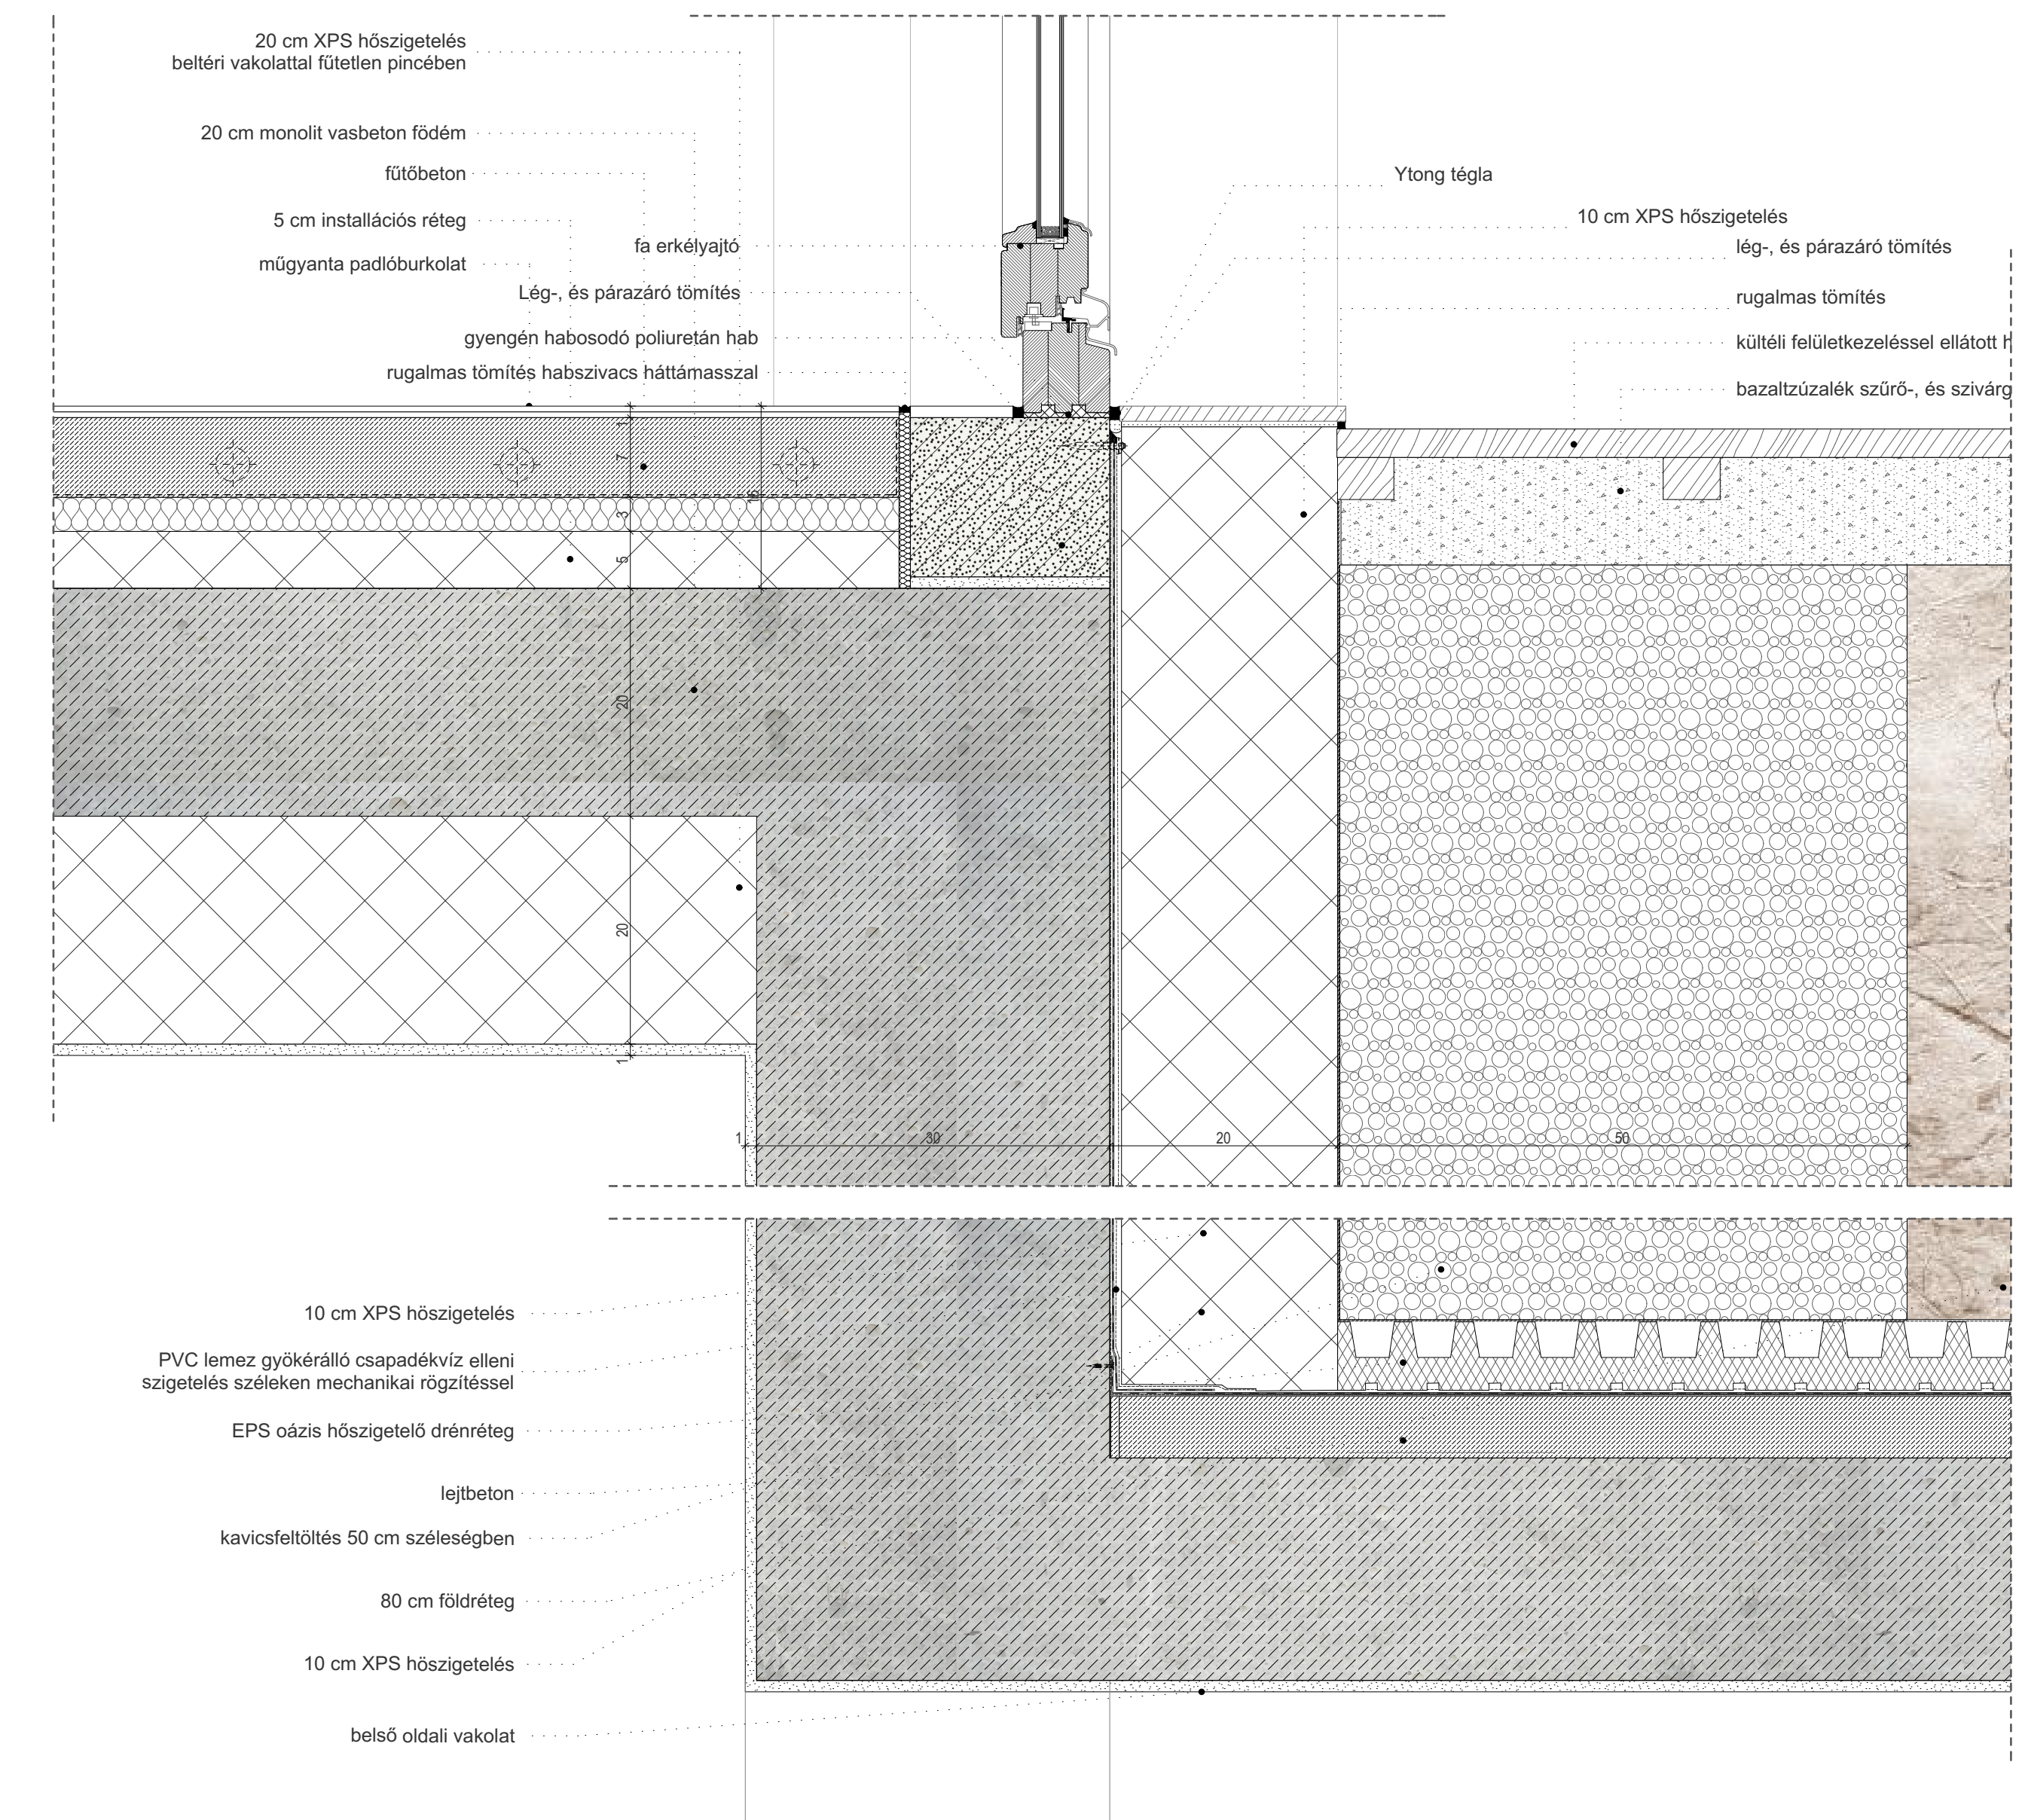 20 cm XPS hőszigetelés
beltéri vakolattal fűtetlen pincében
20 cm monolit vasbeton födém
fűtőbeton
5 cm installációs réteg
műgyanta padlóburkolat
fa erkélyajtó
Lég-, és párazáró tömítés
gyengén habosodó poliuretán hab
rugalmas tömítés habszivacs háttámasszal
Ytong tégla
10 cm XPS hőszigetelés
lég-, és párazáró tömítés
rugalmas tömítés
kültéli felületkezeléssel ellátott h
bazaltzúzalék szűrő-, és szivárg
1
7
16
3
5
20
20
1
1
30
20
50
10 cm XPS höszigetelés
PVC lemez gyökérálló csapadékvíz elleni
szigetelés széleken mechanikai rögzítéssel
EPS oázis hőszigetelő drénréteg
lejtbeton
kavicsfeltöltés 50 cm széleségben
80 cm földréteg
10 cm XPS höszigetelés
belső oldali vakolat